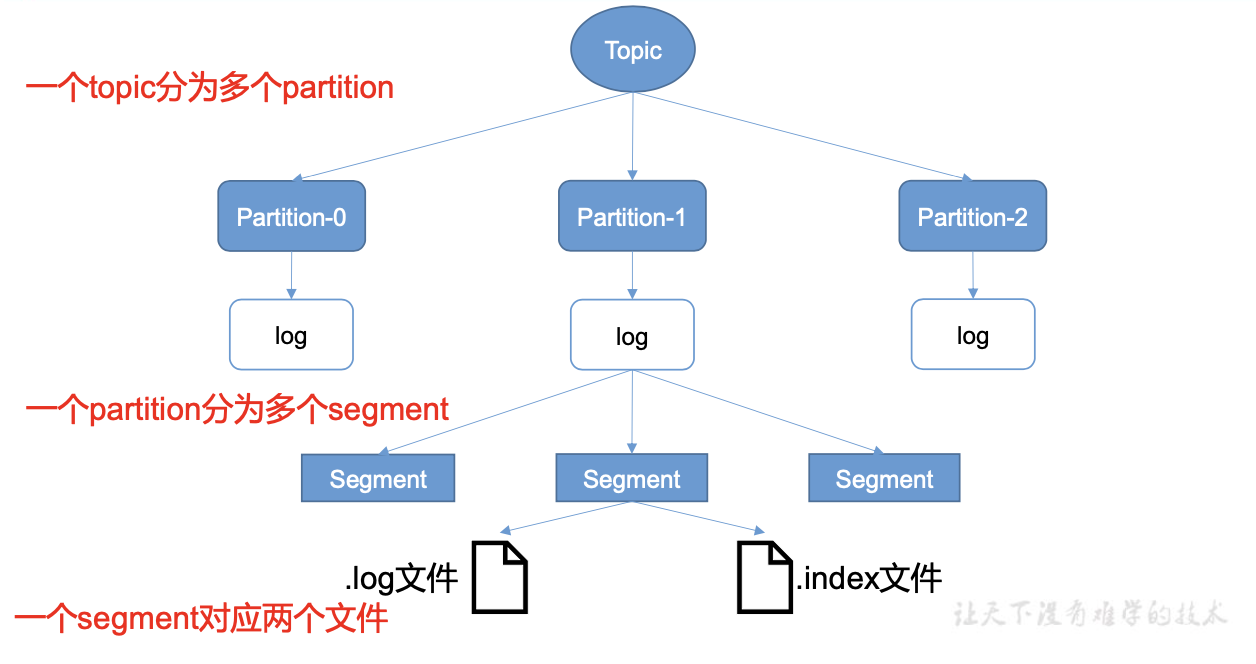 Topic
一个topic分为多个partition
Partition-0
Partition-1
Partition-2
log
log
log
一个partition分为多个segment
Segment
Segment
Segment
.log文件
.index文件
一个segment对应两个文件
让天下没有难学的技术